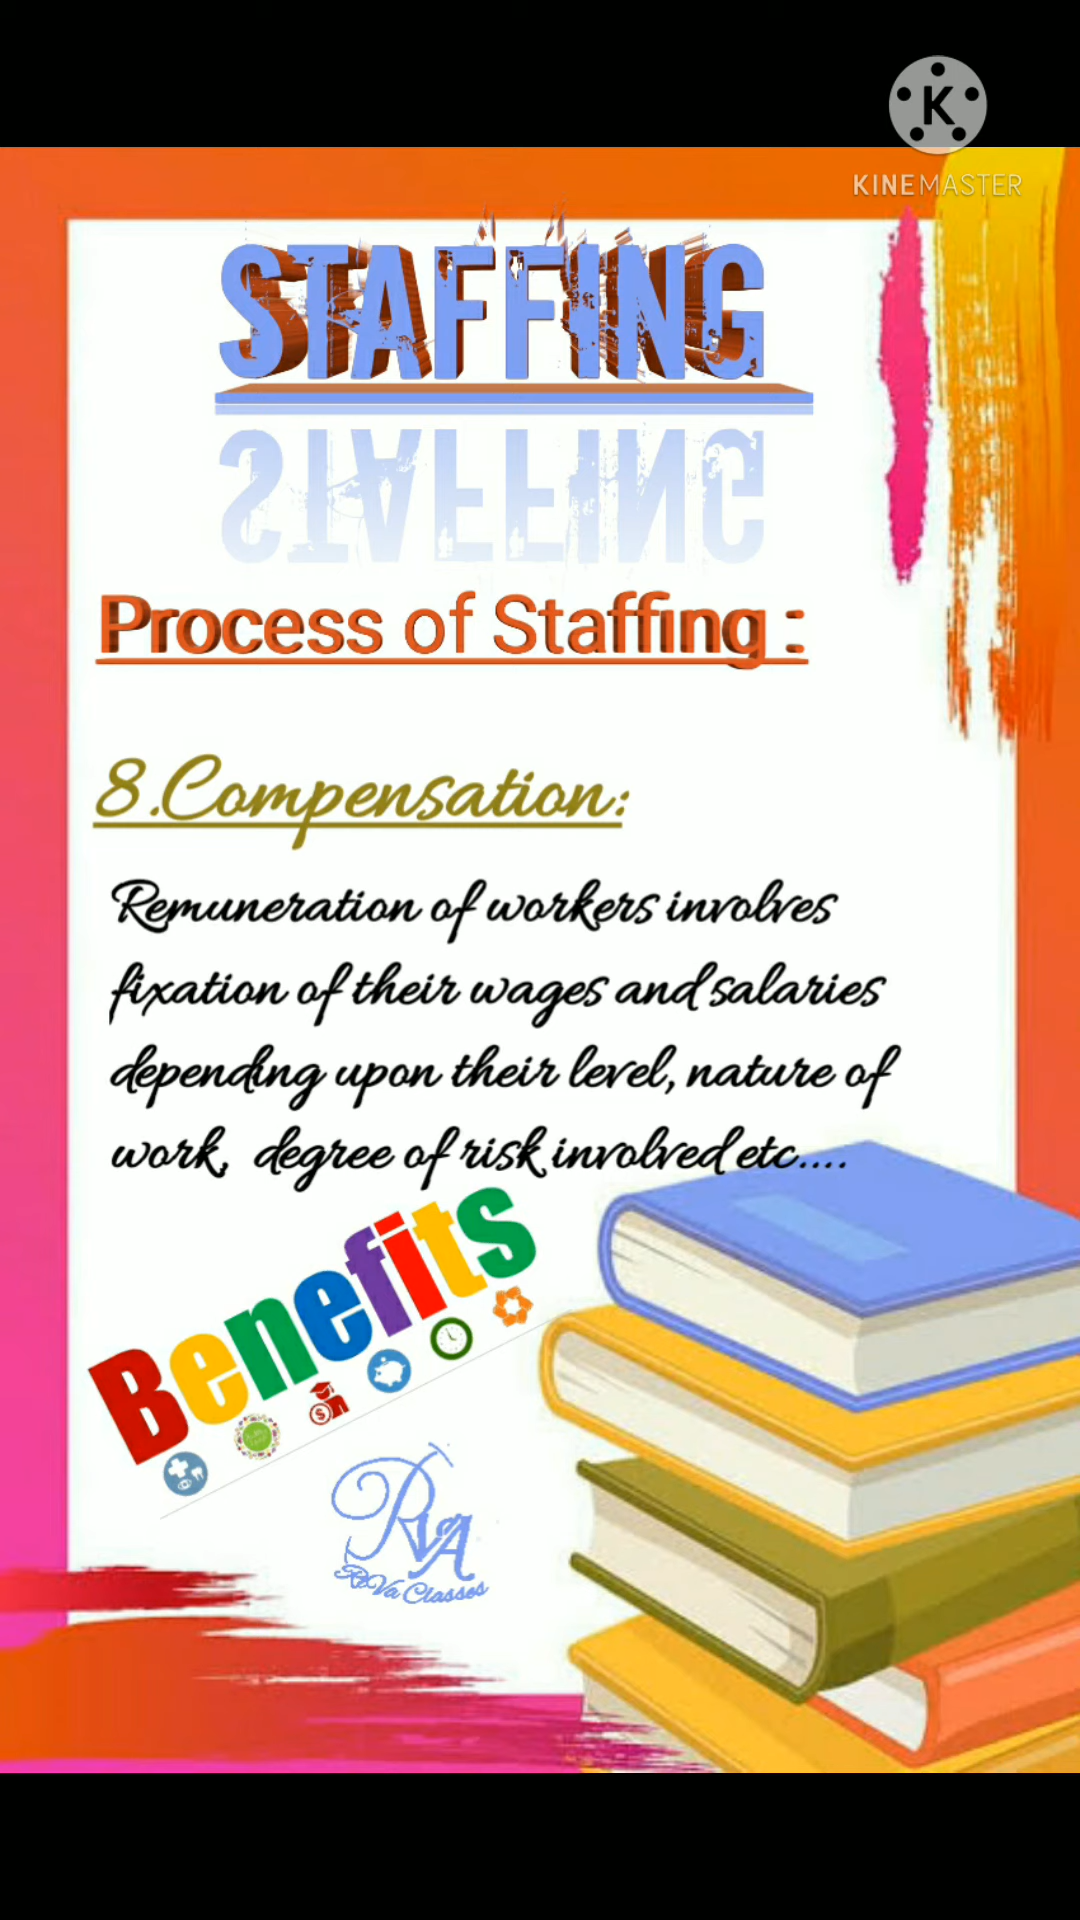 K
KINEMASTER
STAFFING
STAFFING
Process of Staffing :
8.Compensation:
Remuneration of workers involves
fixation of their wages and salaries
depending upon their level, nature of
work, degree of risk involved etc....
Benefits
$
RVA
RiVa Classes